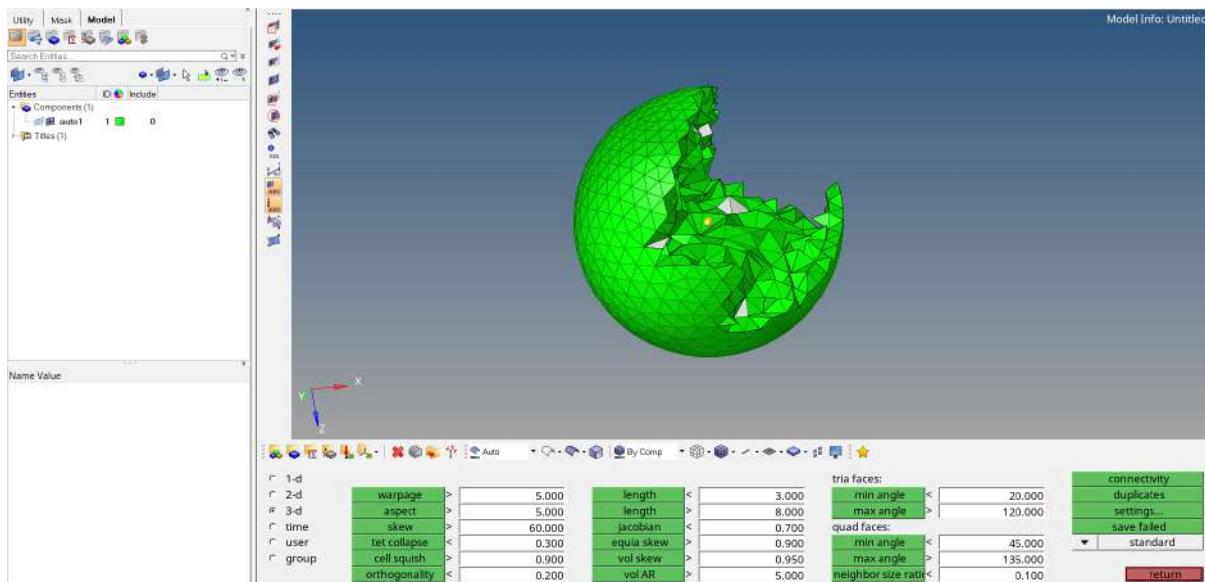 Utility Mask Model
Model Info: Untitled
Search Entities...
Entities ID Include
Components (1)
auto1 1 0
Titles (1)
Name Value
X
Y
Z
Auto
By Comp
1-d
2-d
3-d
time
user
group
warpage > 5.000
aspect > 5.000
skew > 60.000
tet collapse < 0.300
cell squish > 0.900
orthogonality < 0.200
length < 3.000
length > 8.000
jacobian < 0.700
equia skew > 0.900
vol skew > 0.950
vol AR > 5.000
tria faces:
min angle < 20.000
max angle > 120.000
quad faces:
min angle < 45.000
max angle > 135.000
neighbor size ratio < 0.100
connectivity
duplicates
settings...
save failed
standard
return